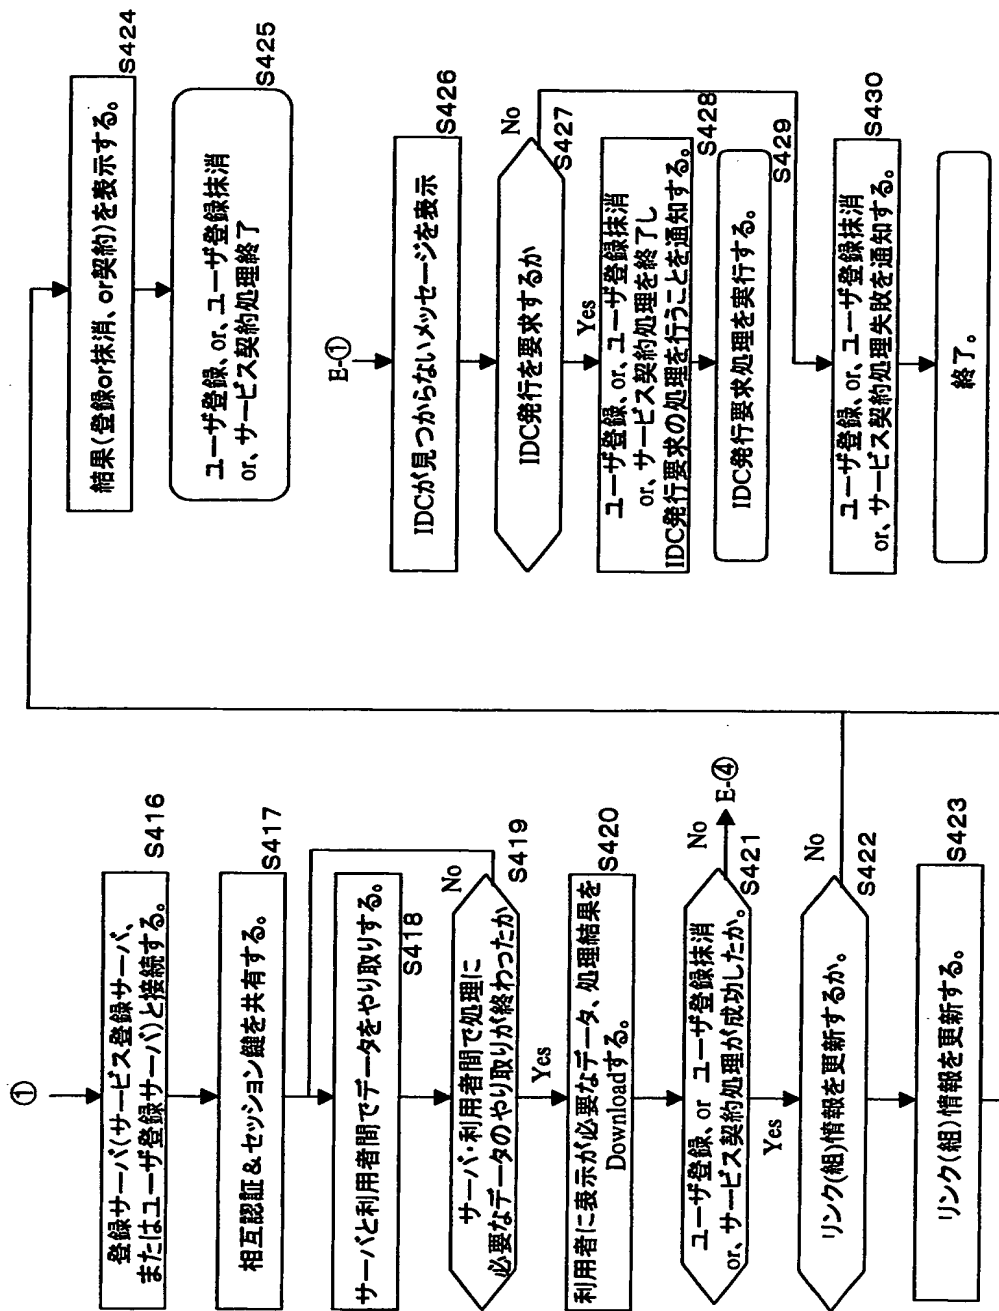 ①
登録サーバ(サービス登録サーバ、
またはユーザ登録サーバ)と接続する。
S416
相互認証&セッション鍵を共有する。
S417
サーバと利用者間でデータをやり取りする。
S418
サーバ・利用者間で処理に
必要なデータのやり取りが終わったか
No
S419
Yes
利用者に表示が必要なデータ、処理結果を
Downloadする。
S420
ユーザ登録、or ユーザ登録抹消
or、サービス契約処理が成功したか。
No
E-④
S421
Yes
リンク(組)情報を更新するか。
No
S422
リンク(組)情報を更新する。
S423
結果(登録or抹消、or契約)を表示する。
S424
ユーザ登録、or、ユーザ登録抹消
or、サービス契約処理終了
S425
E-①
IDCが見つからないメッセージを表示
S426
IDC発行を要求するか
No
S427
Yes
ユーザ登録、or、ユーザ登録抹消
or、サービス契約処理を終了し
IDC発行要求の処理を行うことを通知する。
S428
IDC発行要求処理を実行する。
S429
ユーザ登録、or、ユーザ登録抹消
or、サービス契約処理失敗を通知する。
S430
終了。